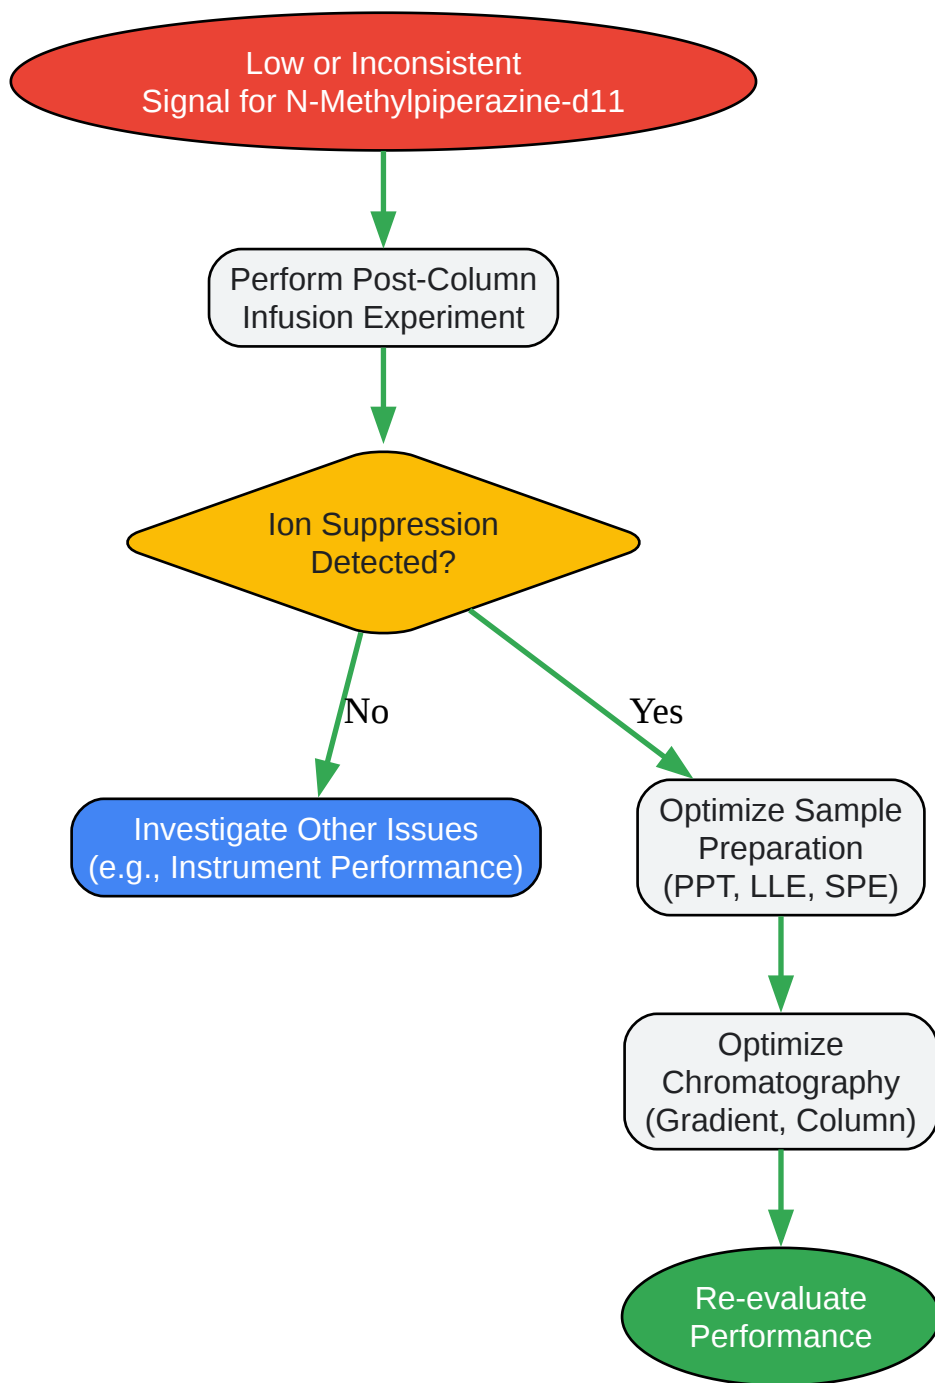 Low or Inconsistent
Signal for N-Methylpiperazine-d11
Perform Post-Column
Infusion Experiment
Ion Suppression
Detected?
No
Yes
Investigate Other Issues
(e.g., Instrument Performance)
Optimize Sample
Preparation
(PPT, LLE, SPE)
Optimize
Chromatography
(Gradient, Column)
Re-evaluate
Performance